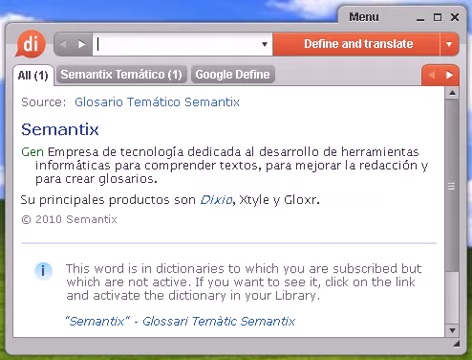 Menu
di
Define and translate
All (1) Semantix Temático (1) Google Define
Source: Glosario Temático Semantix
Semantix
Gen Empresa de tecnología dedicada al desarrollo de herramientas
informáticas para comprender textos, para mejorar la redacción y
para crear glosarios.
Su principales productos son Dixio, Xtyle y Gloxr.
© 2010 Semantix
i
This word is in dictionaries to which you are subscribed but
which are not active. If you want to see it, click on the link
and activate the dictionary in your Library.
"Semantix" - Glossari Temàtic Semantix